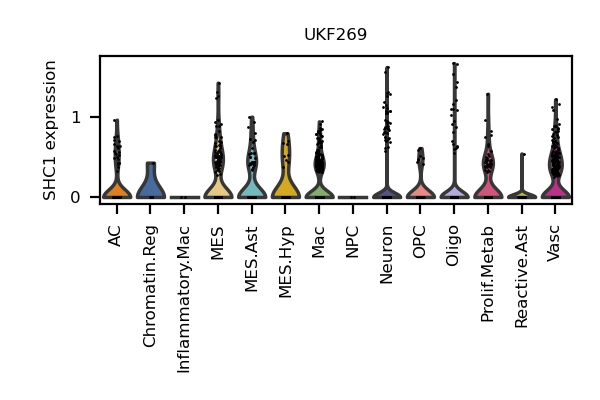 UKF269
SHC1 expression
1
0
AC
Chromatin.Reg
Inflammatory.Mac
MES
MES.Ast
MES.Hyp
Mac
NPC
Neuron
OPC
Oligo
Prolif.Metab
Reactive.Ast
Vasc